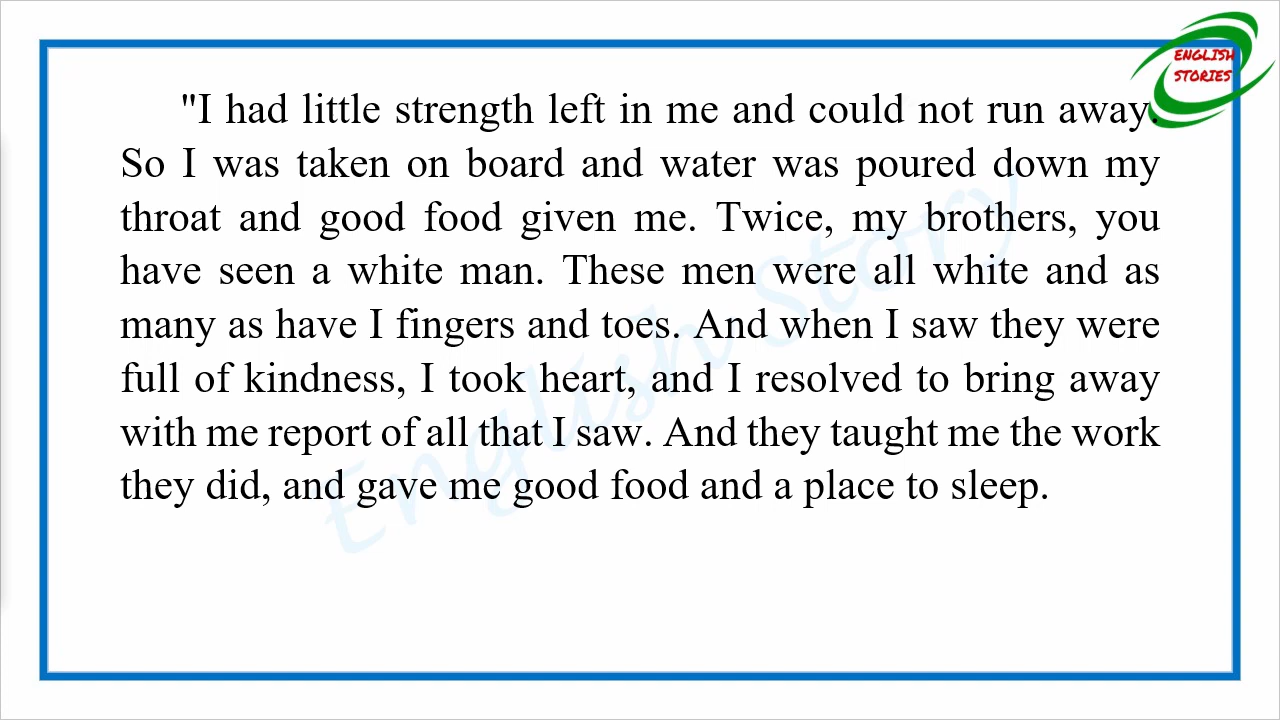 ENGLISH
STORIES
"I had little strength left in me and could not run away.
So I was taken on board and water was poured down my
throat and good food given me. Twice, my brothers, you
have seen a white man. These men were all white and as
many as have I fingers and toes. And when I saw they were
full of kindness, I took heart, and I resolved to bring away
with me report of all that I saw. And they taught me the work
they did, and gave me good food and a place to sleep.
English Story